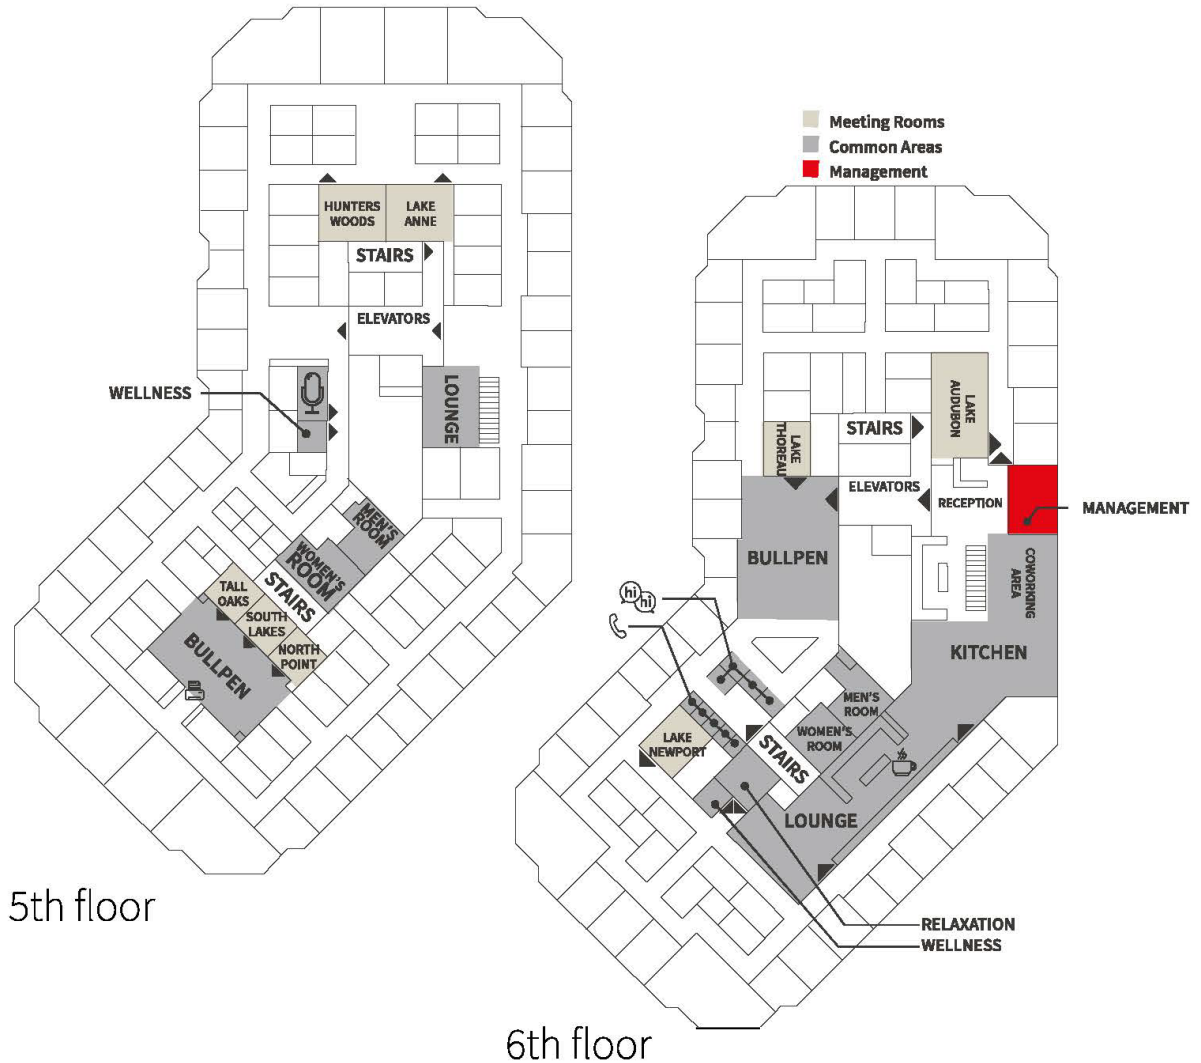 Meeting Rooms
Common Areas
Management
HUNTERS
WOODS
LAKE
ANNE
STAIRS
ELEVATORS
WELLNESS
LOUNGE
MEN'S
ROOM
WOMEN'S
ROOM
STAIRS
TALL
OAKS
SOUTH
LAKES
NORTH
POINT
BULLPEN
5th floor
LAKE
AUDUBON
LAKE
THOREAU
STAIRS
ELEVATORS
RECEPTION
MANAGEMENT
BULLPEN
COWORKING
AREA
hi
hi
KITCHEN
MEN'S
ROOM
WOMEN'S
ROOM
LAKE
NEWPORT
STAIRS
LOUNGE
RELAXATION
WELLNESS
6th floor